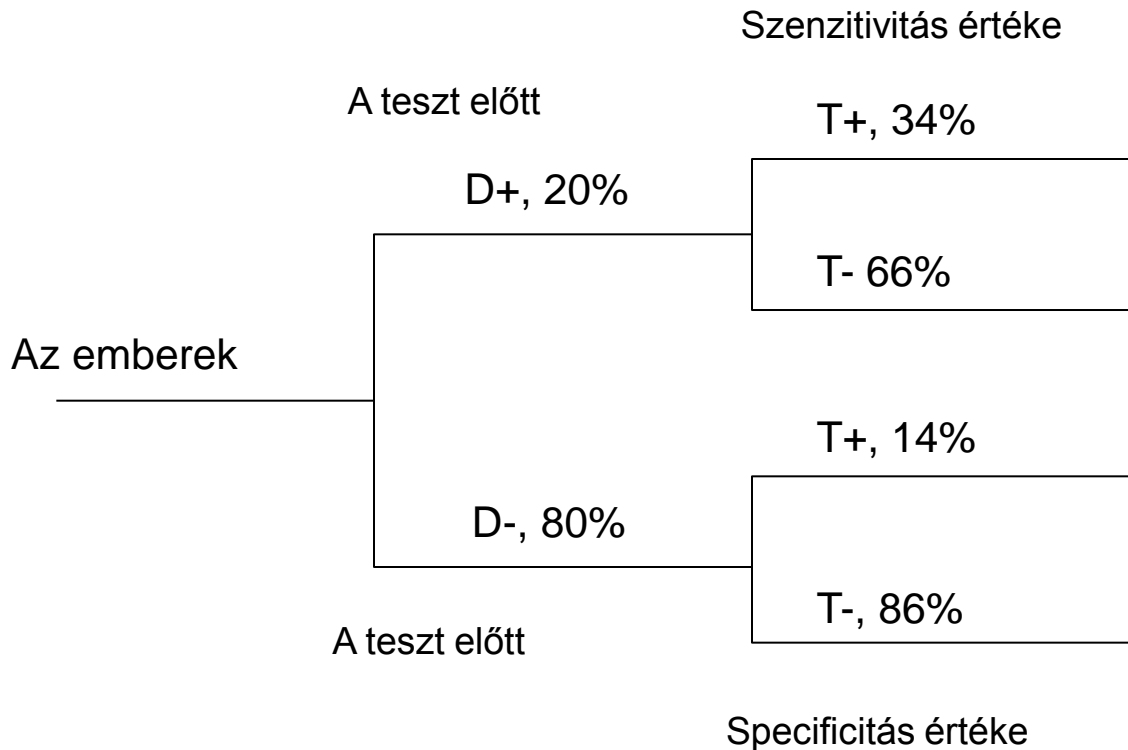 Szenzitivitás értéke
A teszt előtt
T+, 34%
D+, 20%
T- 66%
Az emberek
T+, 14%
D-, 80%
T-, 86%
A teszt előtt
Specificitás értéke